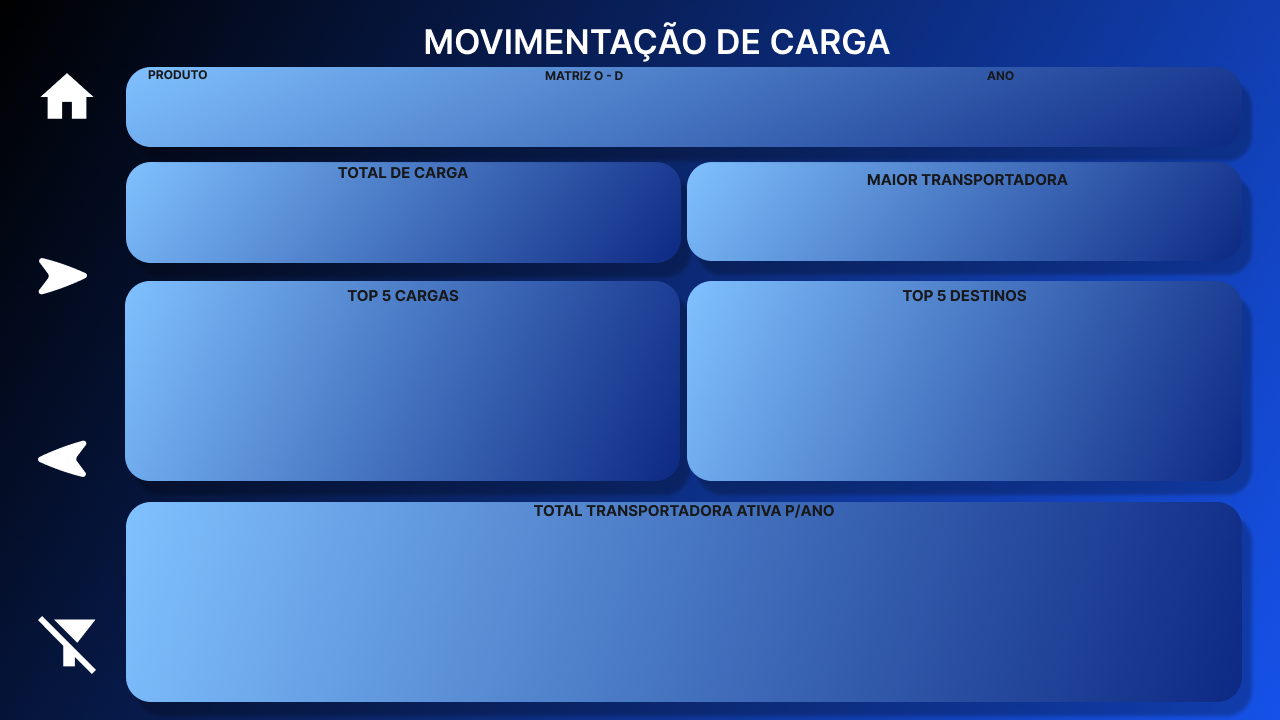 MOVIMENTAÇÃO DE CARGA
PRODUTO
MATRIZ O - D
ANO
TOTAL DE CARGA
MAIOR TRANSPORTADORA
TOP 5 CARGAS
TOP 5 DESTINOS
TOTAL TRANSPORTADORA ATIVA P/ANO